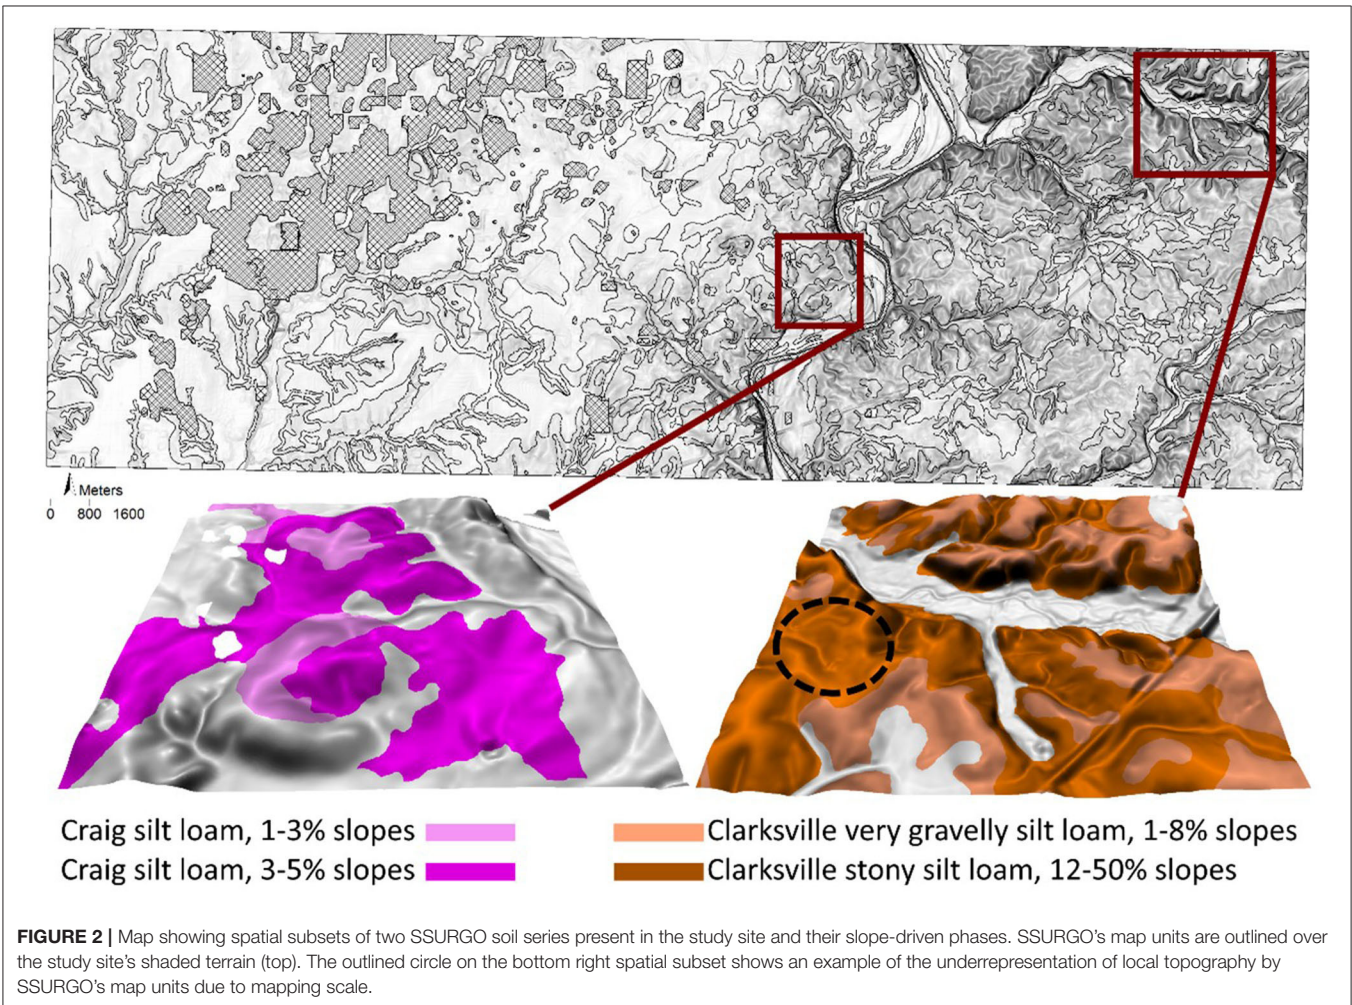 Meters
0 800 1600
Craig silt loam, 1-3% slopes
Craig silt loam, 3-5% slopes
Clarksville very gravelly silt loam, 1-8% slopes
Clarksville stony silt loam, 12-50% slopes
FIGURE 2 | Map showing spatial subsets of two SSURGO soil series present in the study site and their slope-driven phases. SSURGO's map units are outlined over
the study site's shaded terrain (top). The outlined circle on the bottom right spatial subset shows an example of the underrepresentation of local topography by
SSURGO's map units due to mapping scale.